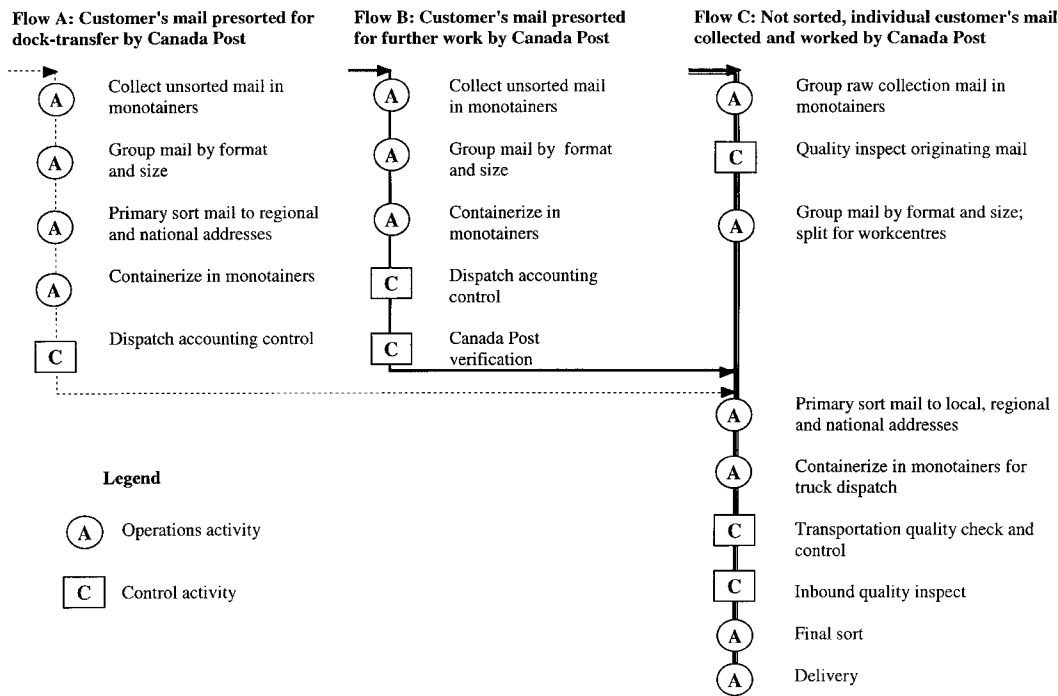 Flow A: Customer's mail presorted for
dock-transfer by Canada Post
A
Collect unsorted mail in
monotainers
A
Group mail by format
and size
A
Primary sort mail to regional
and national addresses
A
Containerize in monotainers
C
Dispatch accounting control
Flow B: Customer's mail presorted
for further work by Canada Post
A
Collect unsorted mail
in monotainers
A
Group mail by format
and size
A
Containerize in
monotainers
C
Dispatch accounting
control
C
Canada Post
verification
Flow C: Not sorted, individual customer's mail
collected and worked by Canada Post
A
Group raw collection mail in
monotainers
C
Quality inspect originating mail
A
Group mail by format and size;
split for workcentres
A
Primary sort mail to local, regional
and national addresses
A
Containerize in monotainers for
truck dispatch
C
Transportation quality check and
control
C
Inbound quality inspect
A
Final sort
A
Delivery
Legend
A
Operations activity
C
Control activity